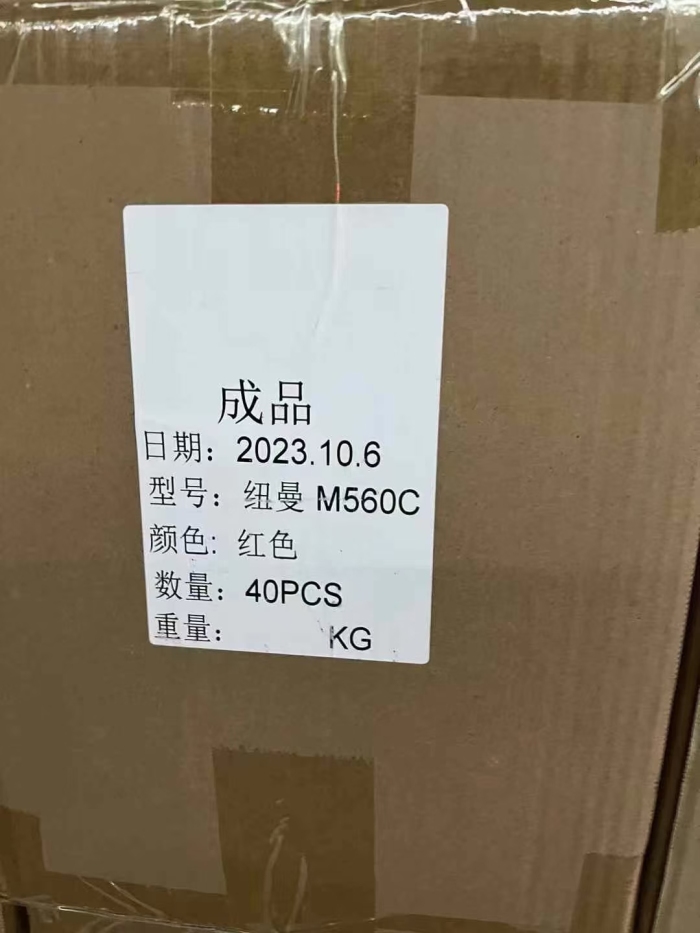 成品
日期：2023.10.6
型号：纽曼 M560C
颜色: 红色
数量：40PCS
重量： KG